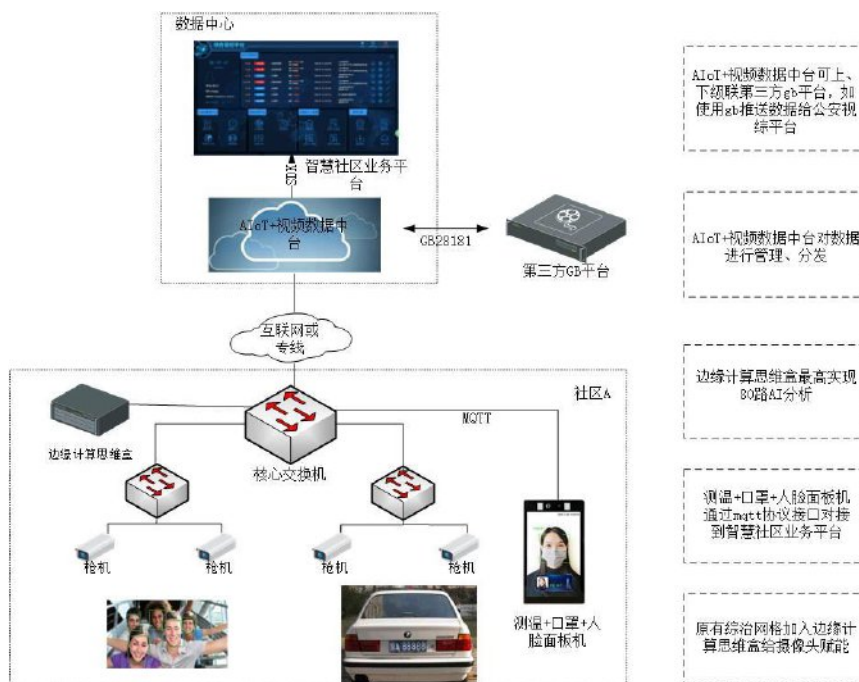 数据中心
智慧社区业务平
台
SDK
AIoT+视频数据中
台
GB28181
第三方GB平台
互联网或
专线
社区A
边缘计算思维盒
核心交换机
MQTT
枪机
枪机
枪机
枪机
测温+口罩+人
脸面板机
AIoT+视频数据中台可上、
下级联第三方gb平台，如
使用gb推送数据给公安视
综平台
AIoT+视频数据中台对数据
进行管理、分发
边缘计算思维盒最高实现
80路AI分析
测温+口罩+人脸面板机
通过mqtt协议接口对接
到智慧社区业务平台
原有综治网格加入边缘计
算思维盒给摄像头赋能